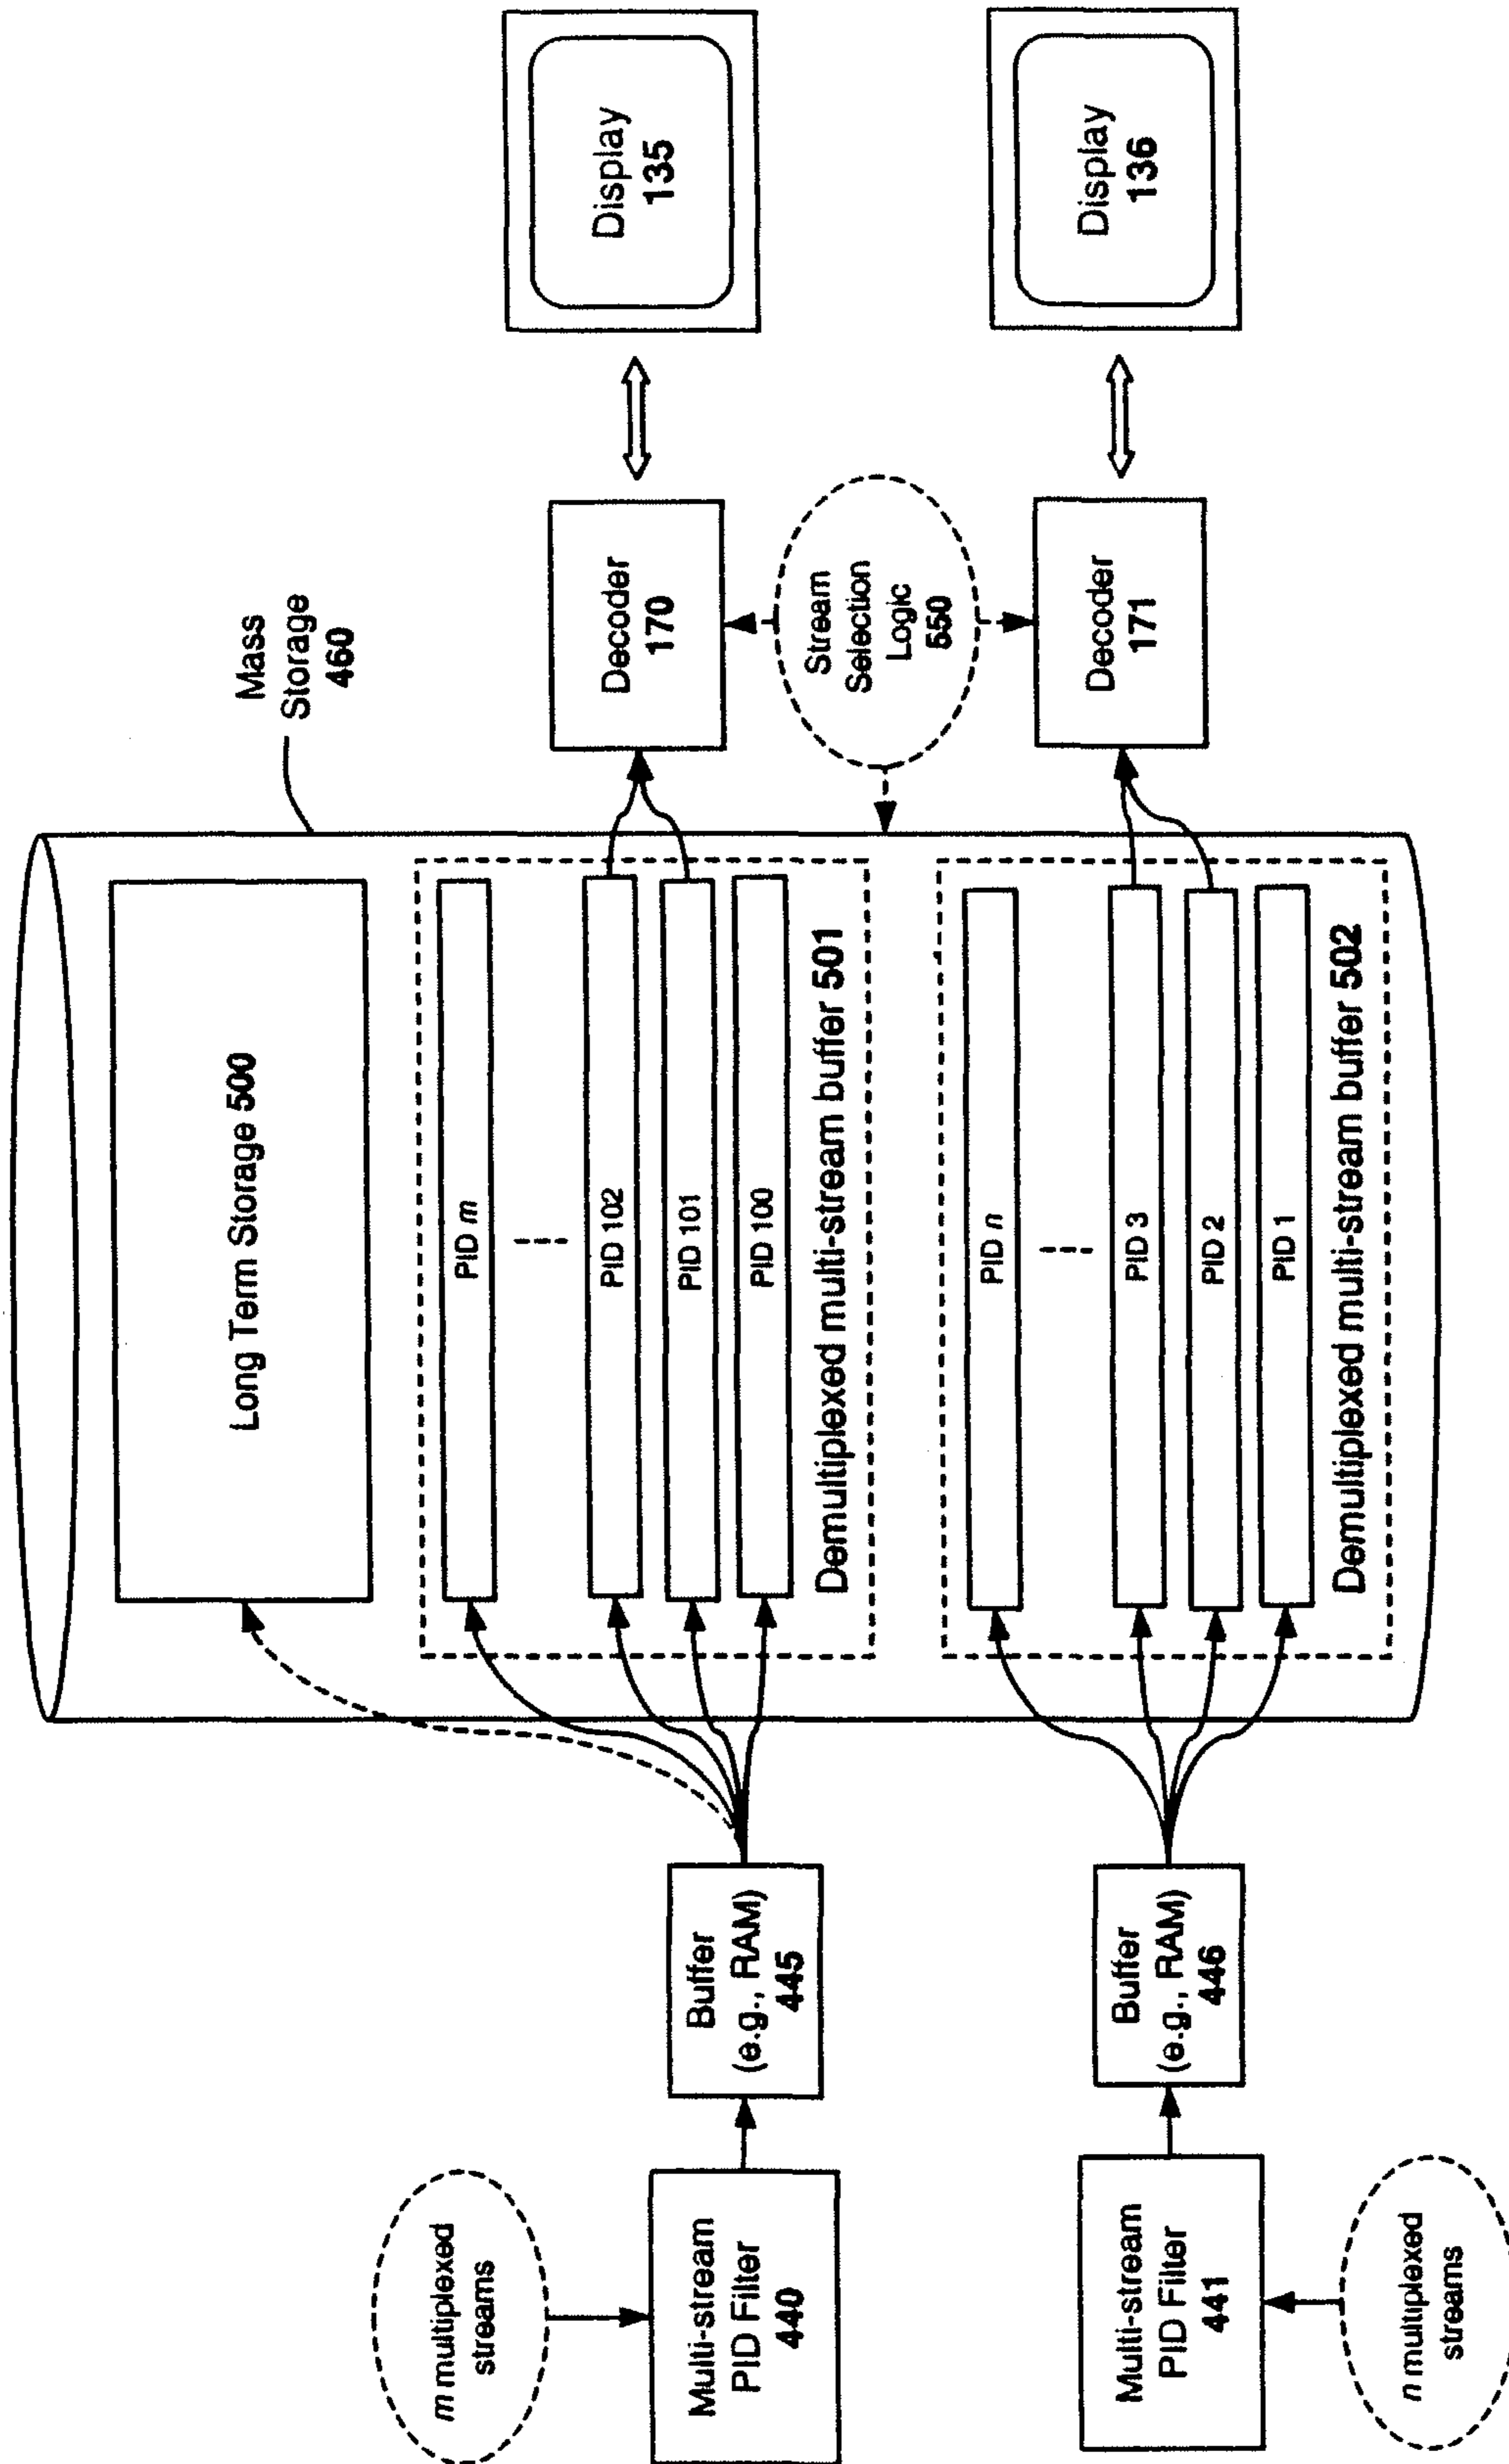 Mass
Storage
460
Long Term Storage 500
PID m
PID 102
PID 101
PID 100
Demultiplexed multi-stream buffer 501
PID n
PID 3
PID 2
PID 1
Demultiplexed multi-stream buffer 502
m multiplexed
streams
Multi-stream
PID Filter
440
Buffer
(e.g., RAM)
445
Decoder
170
Display
135
Stream
Selection
Logic
550
n multiplexed
streams
Multi-stream
PID Filter
441
Buffer
(e.g., RAM)
446
Decoder
171
Display
136